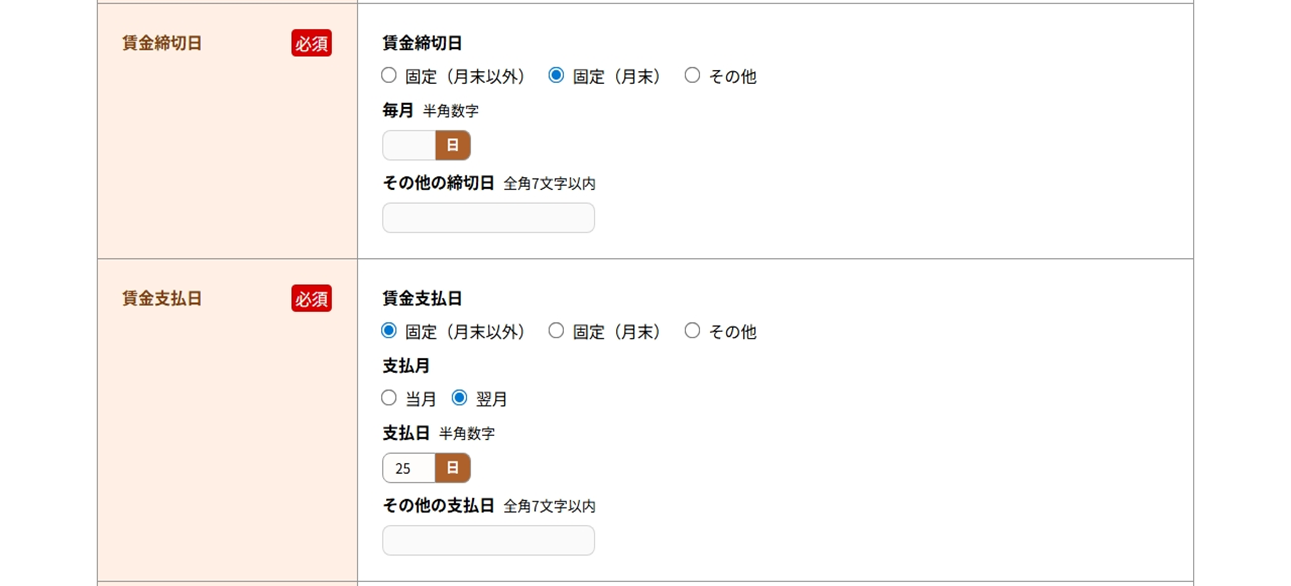 賃金締切日 必須 賃金締切日
固定（月末以外） 固定（月末） その他
毎月 半角数字
日
その他の締切日 全角7文字以内
賃金支払日 必須 賃金支払日
固定（月末以外） 固定（月末） その他
支払月
当月 翌月
支払日 半角数字
25 日
その他の支払日 全角7文字以内